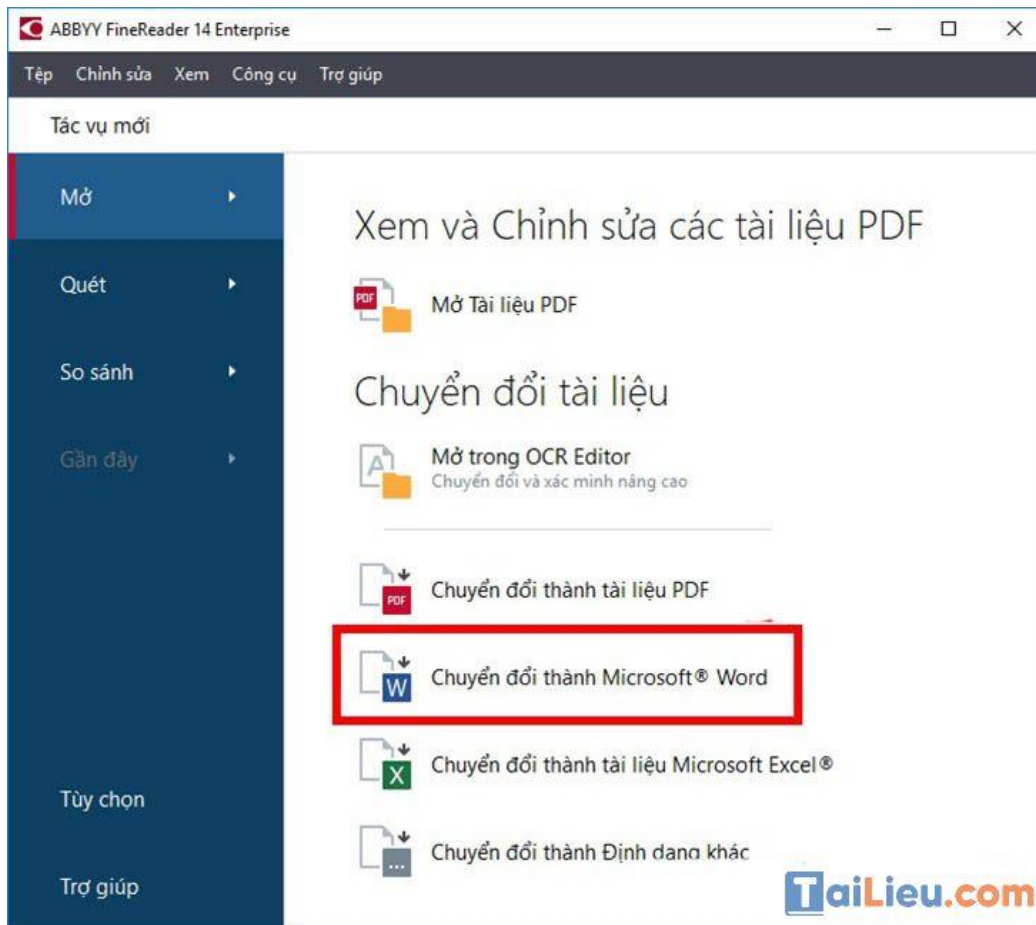 ABBYY FineReader 14 Enterprise
Tệp Chỉnh sửa Xem Công cụ Trợ giúp
Tác vụ mới
Mở
Quét
So sánh
Gần đây
Tùy chọn
Trợ giúp
Xem và Chỉnh sửa các tài liệu PDF
PDF
Mở Tài liệu PDF
Chuyển đổi tài liệu
A
Mở trong OCR Editor
Chuyển đổi và xác minh nâng cao
PDF
Chuyển đổi thành tài liệu PDF
W
Chuyển đổi thành Microsoft® Word
X
Chuyển đổi thành tài liệu Microsoft Excel®
...
Chuyển đổi thành Định dạng khác
TaiLieu.com